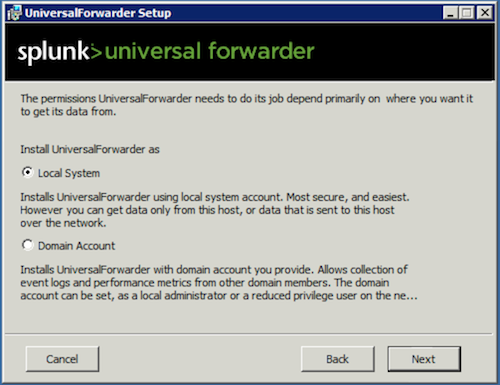 UniversalForwarder Setup
splunk> universal forwarder
The permissions UniversalForwarder needs to do its job depend primarily on where you want it
to get its data from.
Install UniversalForwarder as
Local System
Installs UniversalForwarder using local system account. Most secure, and easiest.
However you can get data only from this host, or data that is sent to this host
over the network.
Domain Account
Installs UniversalForwarder with domain account you provide. Allows collection of
event logs and performance metrics from other domain members. The domain
account can be set, as a local administrator or a reduced privilege user on the ne...
Cancel Back Next